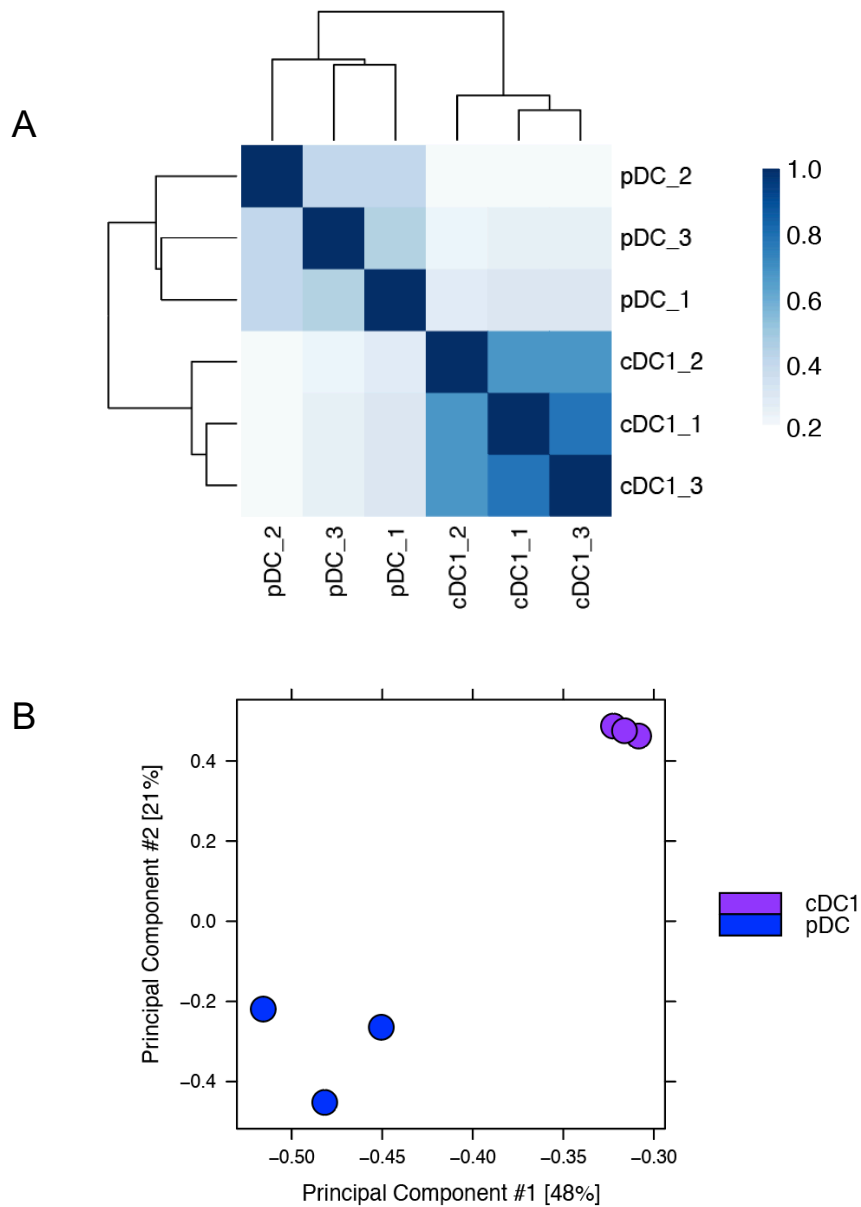 A
pDC_2
pDC_3
pDC_1
cDC1_2
cDC1_1
cDC1_3
1.0
0.8
0.6
0.4
0.2
pDC_2
pDC_3
pDC_1
cDC1_2
cDC1_1
cDC1_3
B
Principal Component #2 [21%]
0.4
0.2
0.0
−0.2
−0.4
−0.50
−0.45
−0.40
−0.35
−0.30
Principal Component #1 [48%]
cDC1
pDC